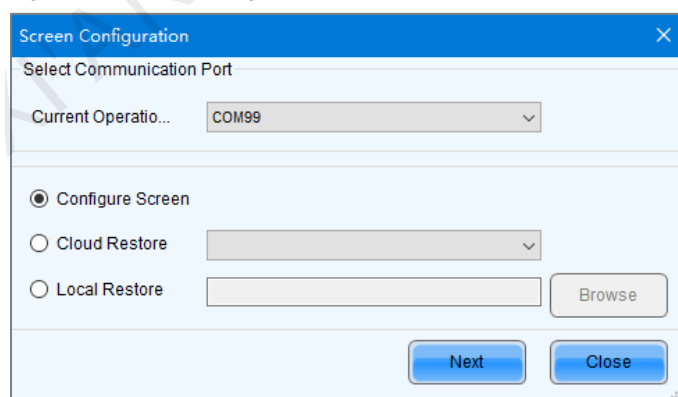 Screen Configuration
Select Communication Port
Current Operatio... COM99
Configure Screen
Cloud Restore
Local Restore Browse
Next Close